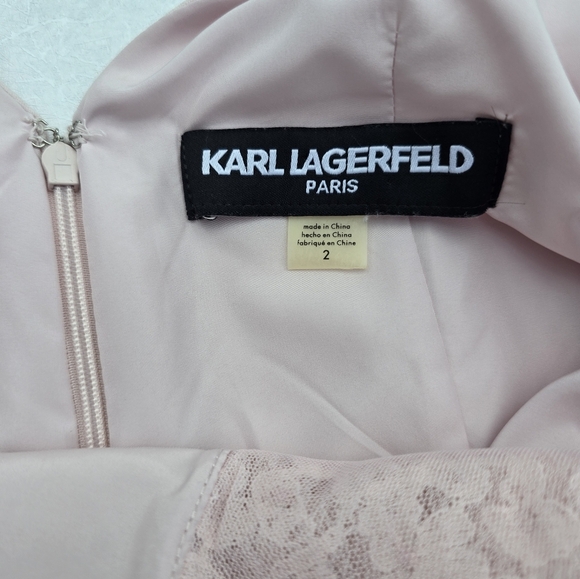 KARL LAGERFELD
PARIS
made in China
hecho en China
fabriqué en Chine
2